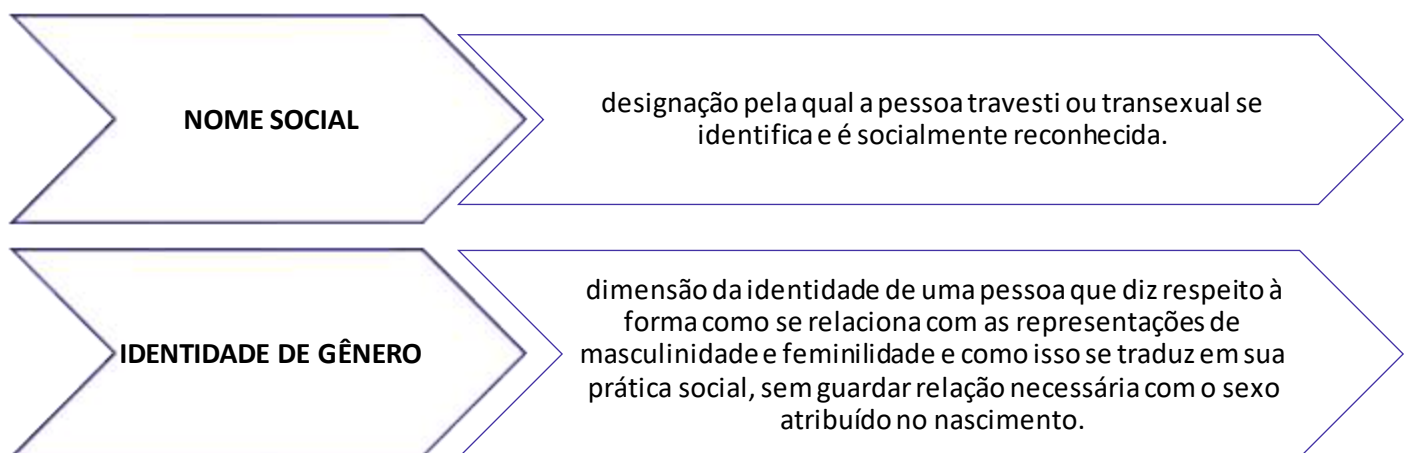 NOME SOCIAL
designação pela qual a pessoa travesti ou transexual se
identifica e é socialmente reconhecida.
IDENTIDADE DE GÊNERO
dimensão da identidade de uma pessoa que diz respeito à
forma como se relaciona com as representações de
masculinidade e feminilidade e como isso se traduz em sua
prática social, sem guardar relação necessária com o sexo
atribuído no nascimento.